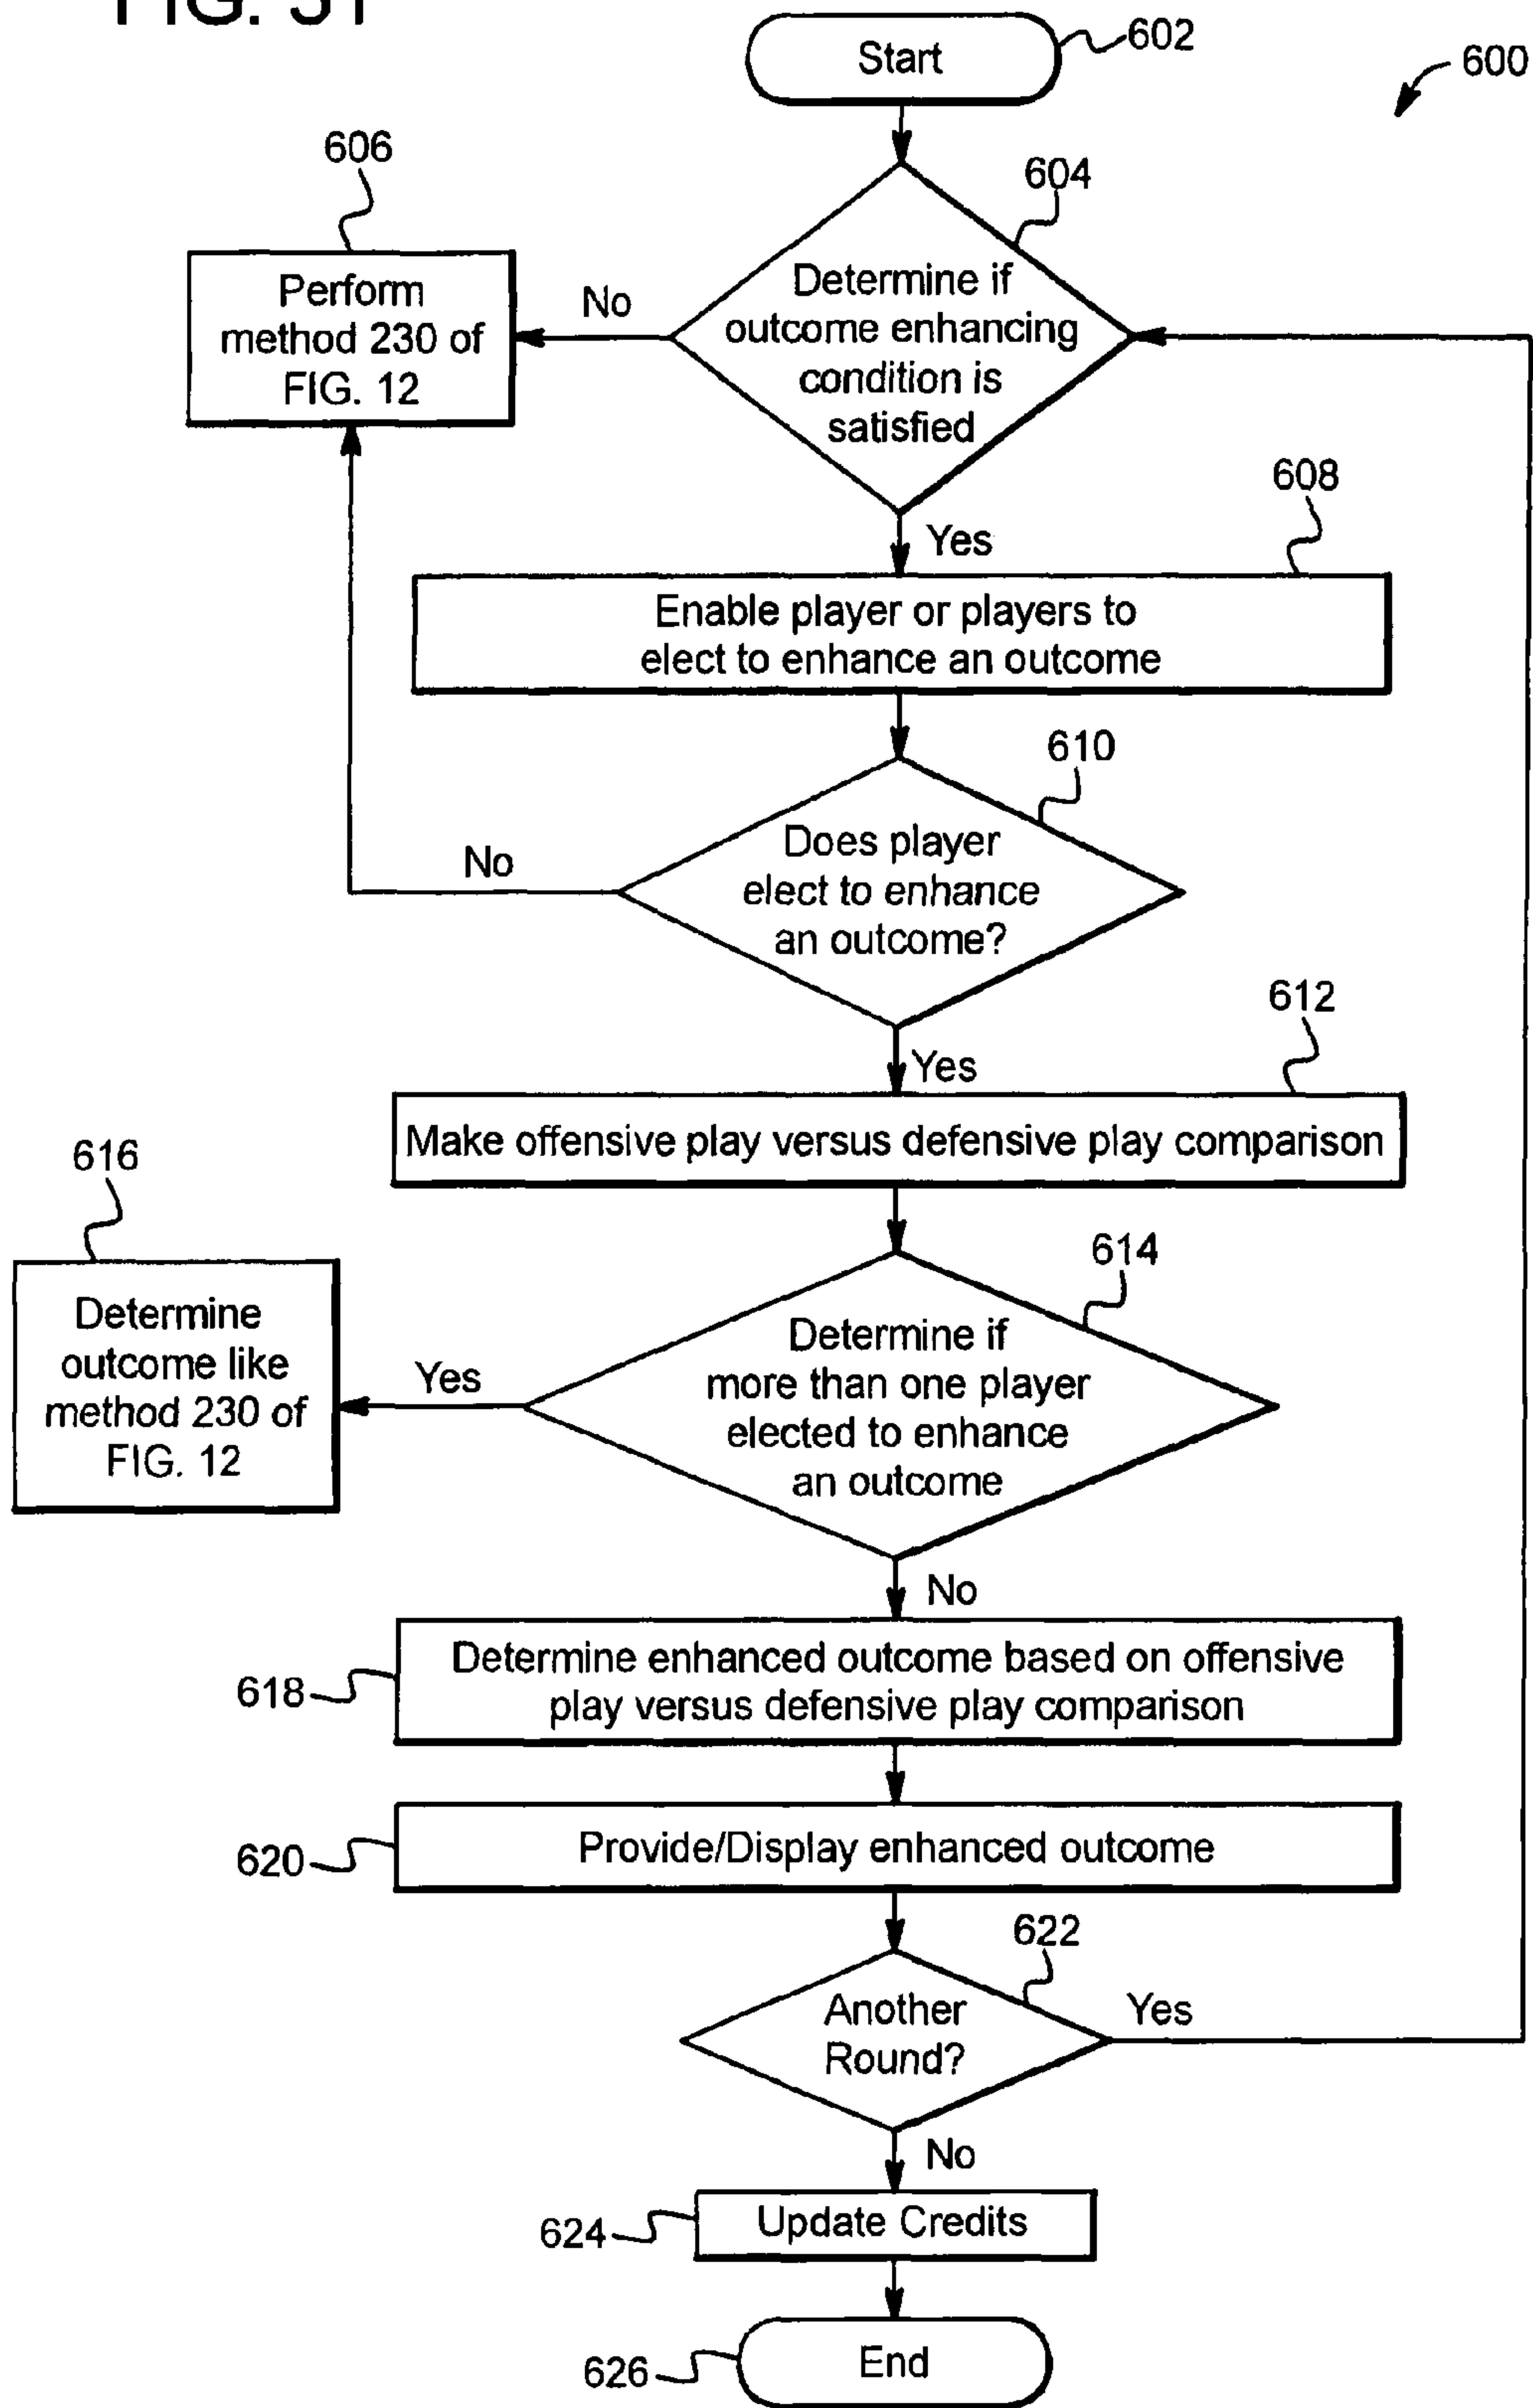 FIG. 31
Start
602
600
606
604
Perform
method 230 of
FIG. 12
No
Determine if
outcome enhancing
condition is
satisfied
608
Yes
Enable player or players to
elect to enhance an outcome
610
No
Does player
elect to enhance
an outcome?
612
Yes
Make offensive play versus defensive play comparison
616
614
Determine
outcome like
method 230 of
FIG. 12
Yes
Determine if
more than one player
elected to enhance
an outcome
No
618
Determine enhanced outcome based on offensive
play versus defensive play comparison
620
Provide/Display enhanced outcome
622
Another
Round?
Yes
No
624
Update Credits
626
End